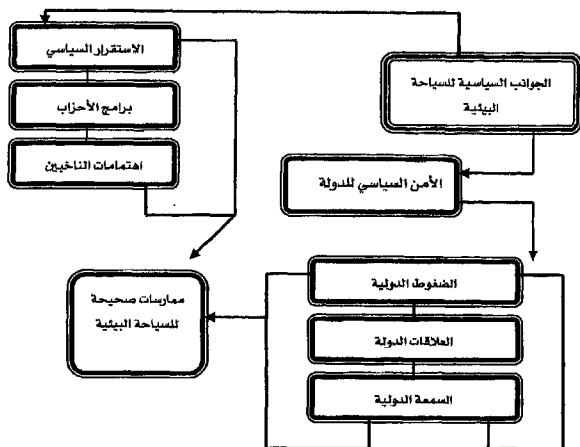 الجوانب السياسية للسياحة
البيئية
الاستقرار السياسي
برامج الأحزاب
اهتمامات الناخبين
الأمن السياسي للدولة
الضغوط الدولية
العلاقات الدولة
السمعة الدولية
ممارسات صحيحة
للسياحة البيئية